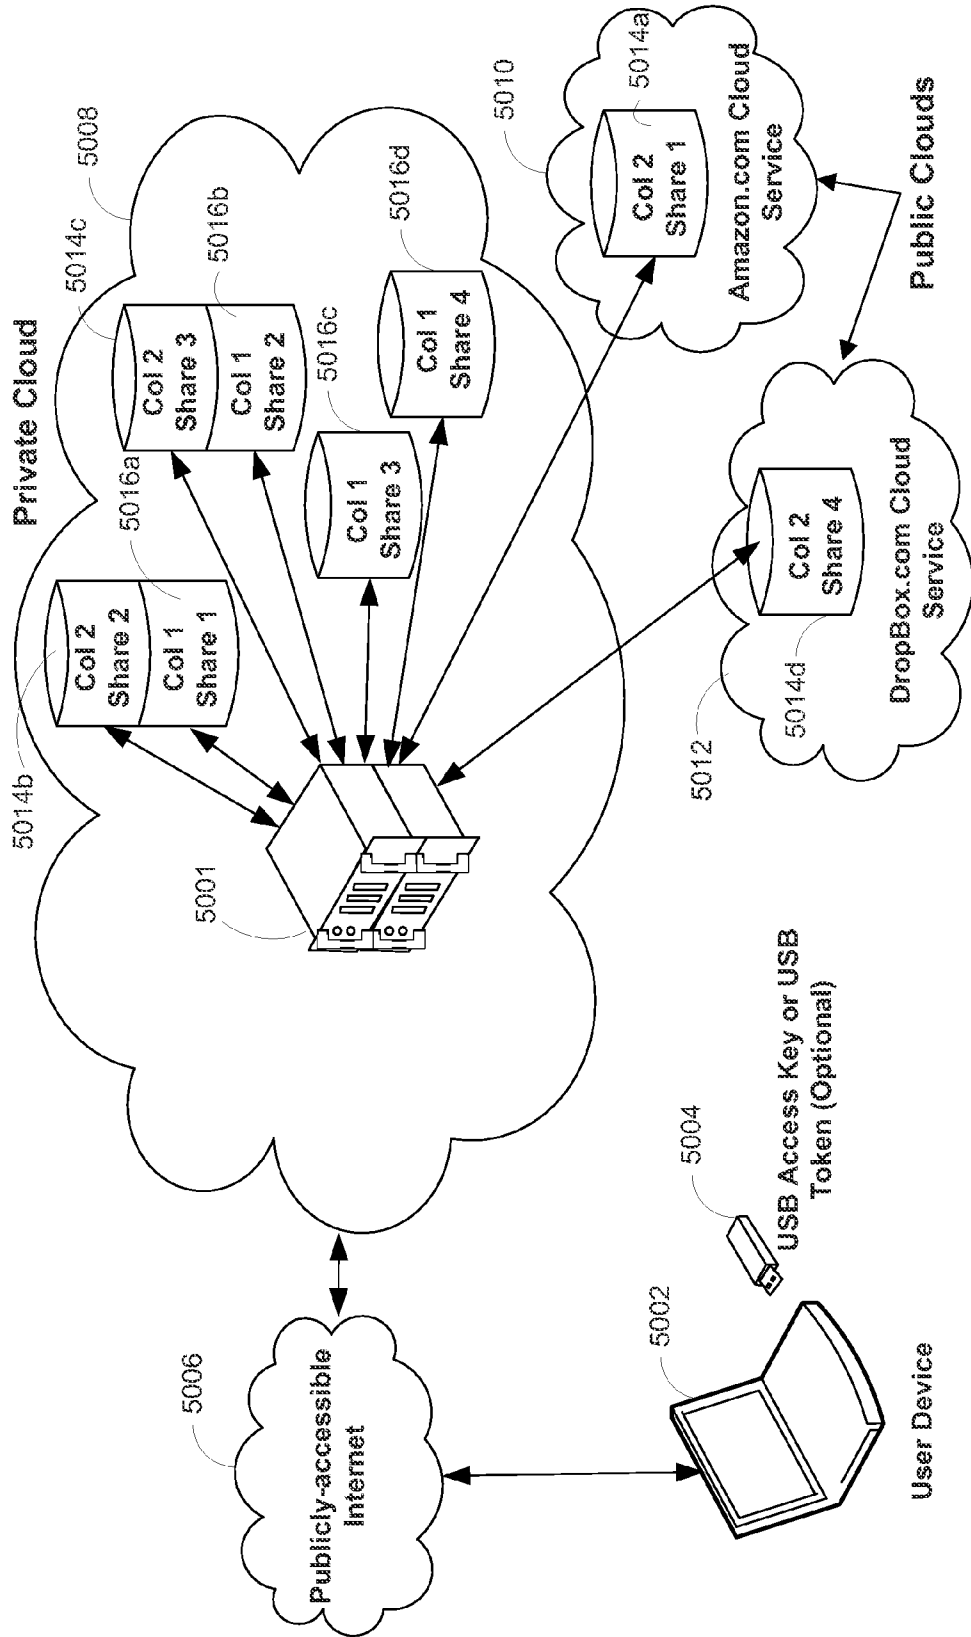 Private Cloud
5008
5014c
5016b
Col 2
Share 3
Col 1
Share 2
5016d
Col 1
Share 4
5016c
Col 1
Share 3
5014b
5016a
Col 2
Share 2
Col 1
Share 1
5001
5010
5014a
Col 2
Share 1
Amazon.com Cloud
Service
Public Clouds
5012
5014d
Col 2
Share 4
DropBox.com Cloud
Service
5006
Publicly-accessible
Internet
5002
User Device
5004
USB Access Key or USB
Token (Optional)